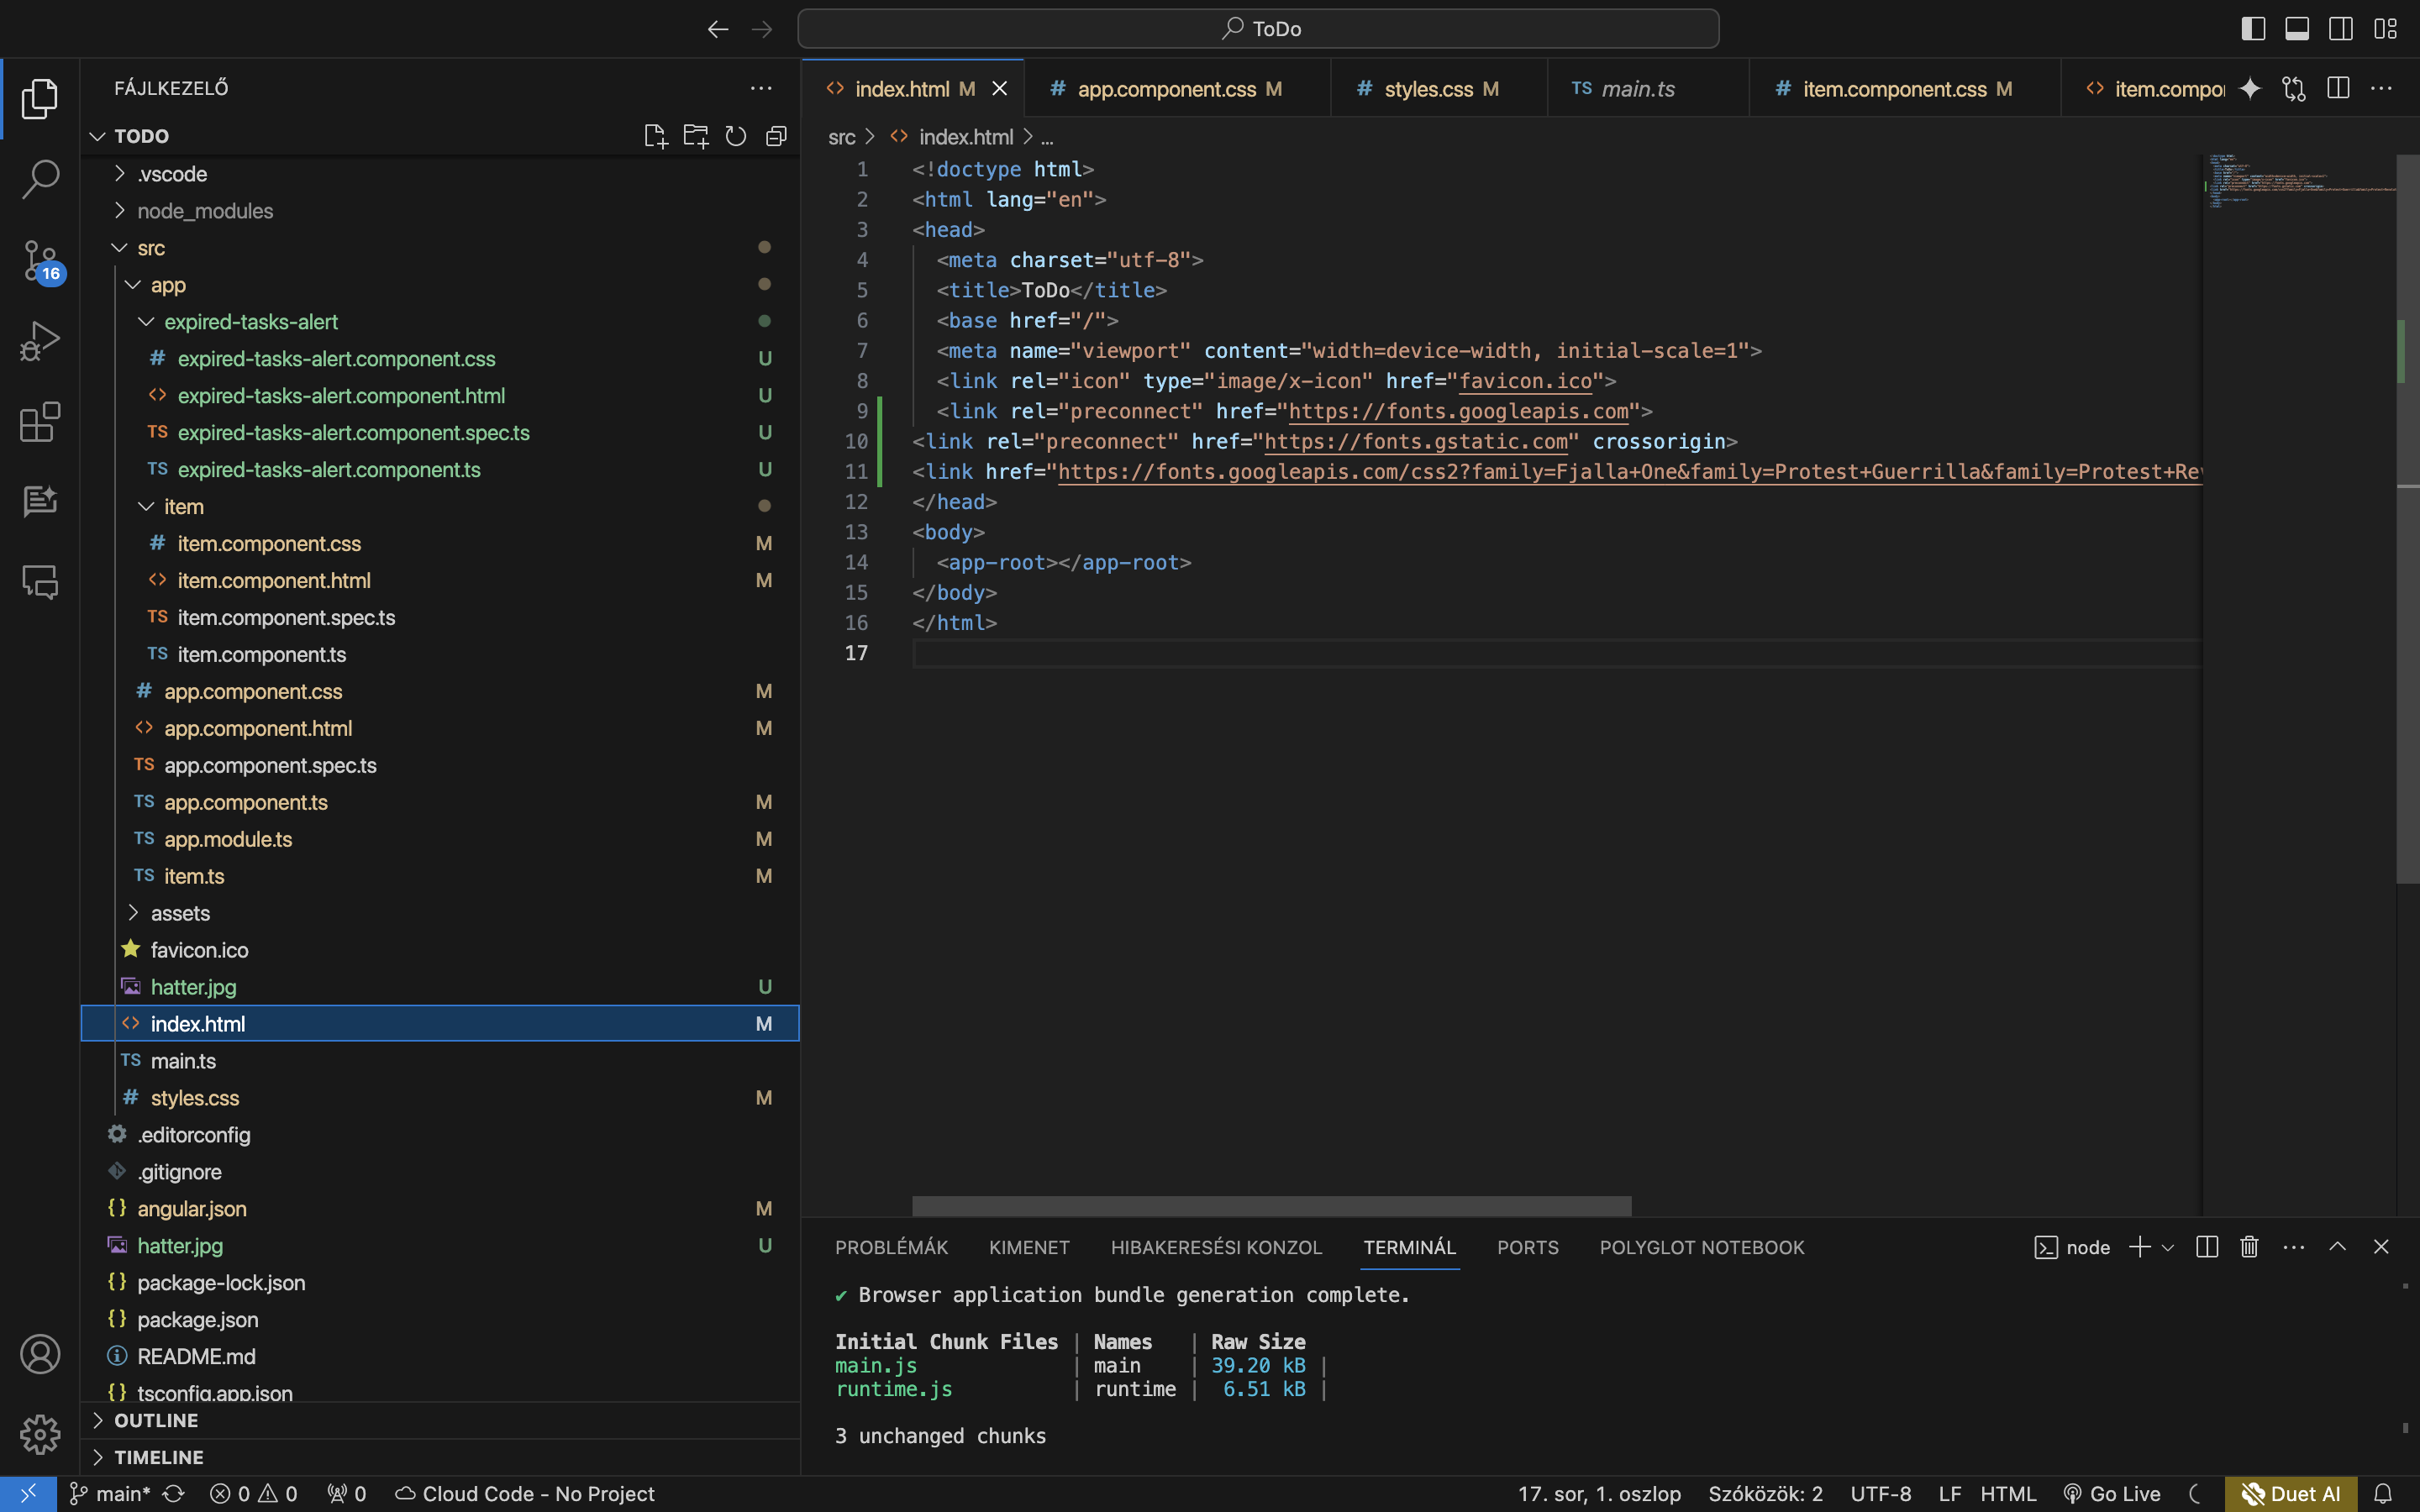 ToDo
FÁJLKEZELŐ
TODO
.vscode
node_modules
src
app
expired-tasks-alert
# expired-tasks-alert.component.css U
<> expired-tasks-alert.component.html U
TS expired-tasks-alert.component.spec.ts U
TS expired-tasks-alert.component.ts U
item
# item.component.css M
<> item.component.html M
TS item.component.spec.ts
TS item.component.ts
# app.component.css M
<> app.component.html M
TS app.component.spec.ts
TS app.component.ts M
TS app.module.ts M
TS item.ts M
assets
favicon.ico
hatter.jpg U
<> index.html M
TS main.ts
# styles.css M
.editorconfig
.gitignore
{} angular.json M
hatter.jpg U
{} package-lock.json
{} package.json
README.md
{} tsconfig.app.json
OUTLINE
TIMELINE
16
<> index.html M
# app.component.css M
# styles.css M
TS main.ts
# item.component.css M
<> item.compo
src > <> index.html > ...
1 <!doctype html>
2 <html lang="en">
3 <head>
4 <meta charset="utf-8">
5 <title>ToDo</title>
6 <base href="/">
7 <meta name="viewport" content="width=device-width, initial-scale=1">
8 <link rel="icon" type="image/x-icon" href="favicon.ico">
9 <link rel="preconnect" href="https://fonts.googleapis.com">
10 <link rel="preconnect" href="https://fonts.gstatic.com" crossorigin>
11 <link href="https://fonts.googleapis.com/css2?family=Fjalla+One&family=Protest+Guerrilla&family=Protest+Re
12 </head>
13 <body>
14 <app-root></app-root>
15 </body>
16 </html>
17
PROBLÉMÁK KIMENET HIBAKERESÉSI KONZOL TERMINÁL PORTS POLYGLOT NOTEBOOK
node
✔ Browser application bundle generation complete.
Initial Chunk Files | Names | Raw Size
main.js | main | 39.20 kB |
runtime.js | runtime | 6.51 kB |
3 unchanged chunks
main* 0 0 0 Cloud Code - No Project
17. sor, 1. oszlop Szóközök: 2 UTF-8 LF HTML Go Live Duet AI